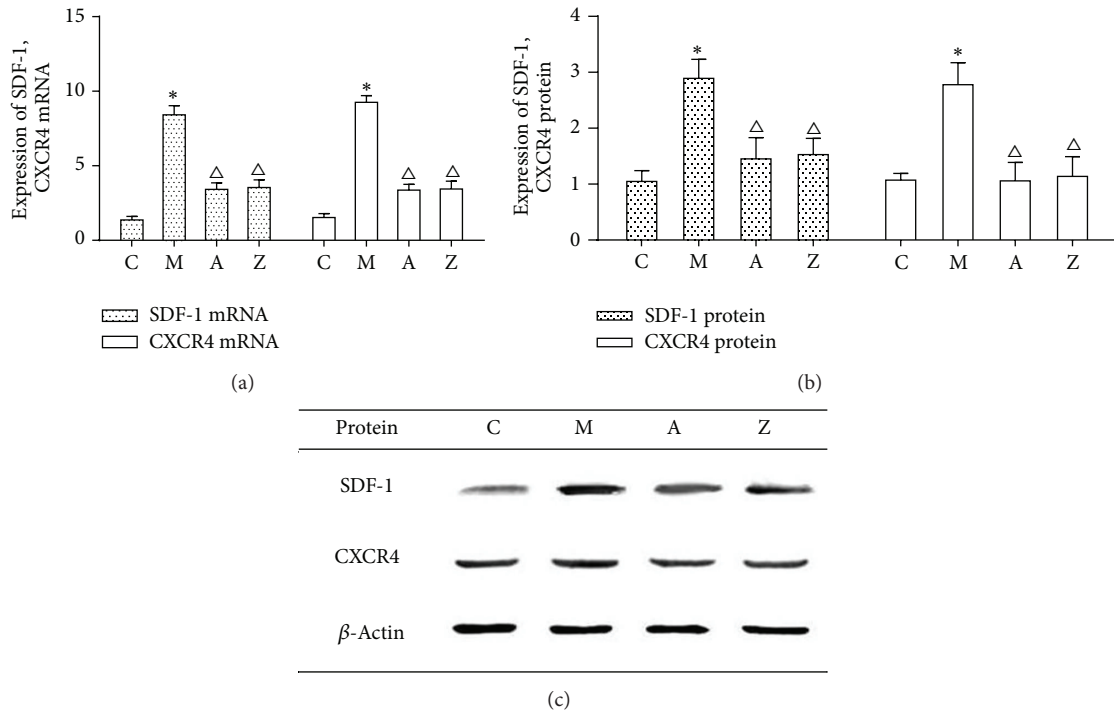 Expression of SDF-1,
CXCR4 mRNA
15
10
5
0
*
*
△
△
△
△
C M A Z C M A Z
SDF-1 mRNA
CXCR4 mRNA
(a)
Expression of SDF-1,
CXCR4 protein
4
3
2
1
0
*
*
△
△
△
△
C M A Z C M A Z
SDF-1 protein
CXCR4 protein
(b)
Protein C M A Z
SDF-1
CXCR4
β-Actin
(c)